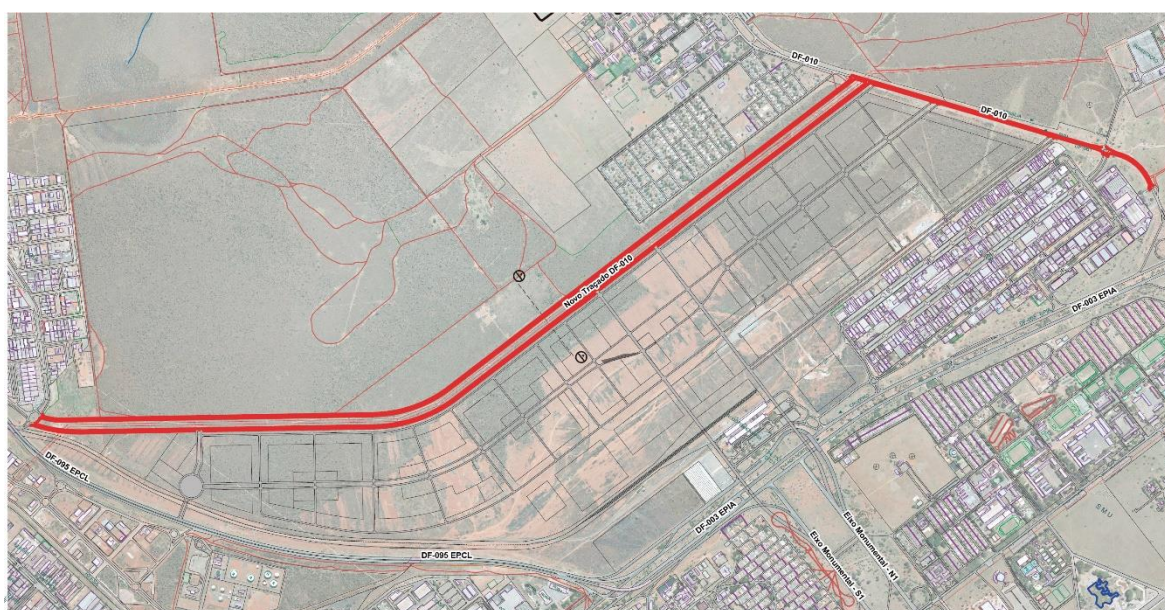 DF-010
DF-010
Novo Traçado DF-010
DF-003 EPIA
DF-095 EPCL
DF-003 EPIA
SMU
Eixo Monumental - N1
Eixo Monumental - S1
DF-095 EPCL